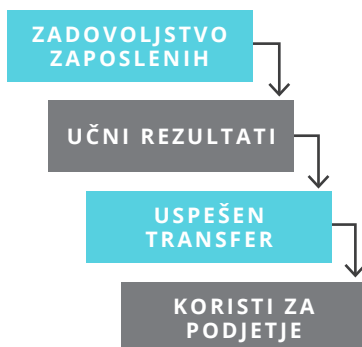 ZADOVOLJSTVO
ZAPOSLENIH
UČNI REZULTATI
USPEŠEN
TRANSFER
KORISTI ZA
PODJETJE